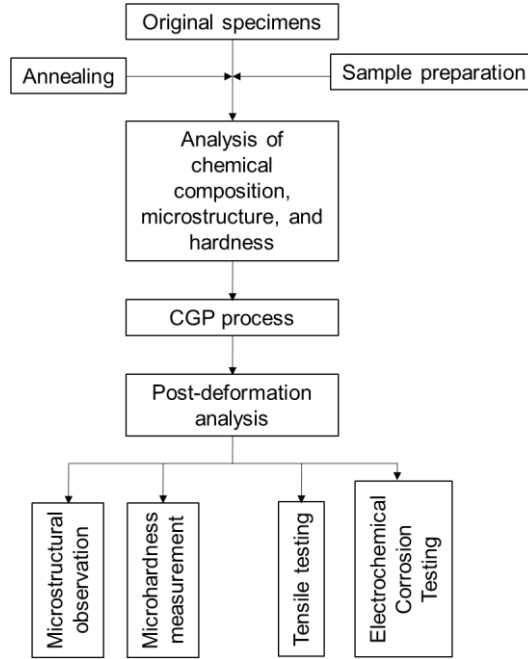 Original specimens
Annealing
Sample preparation
Analysis of
chemical
composition,
microstructure, and
hardness
CGP process
Post-deformation
analysis
Microstructural
observation
Microhardness
measurement
Tensile testing
Electrochemical
Corrosion
Testing